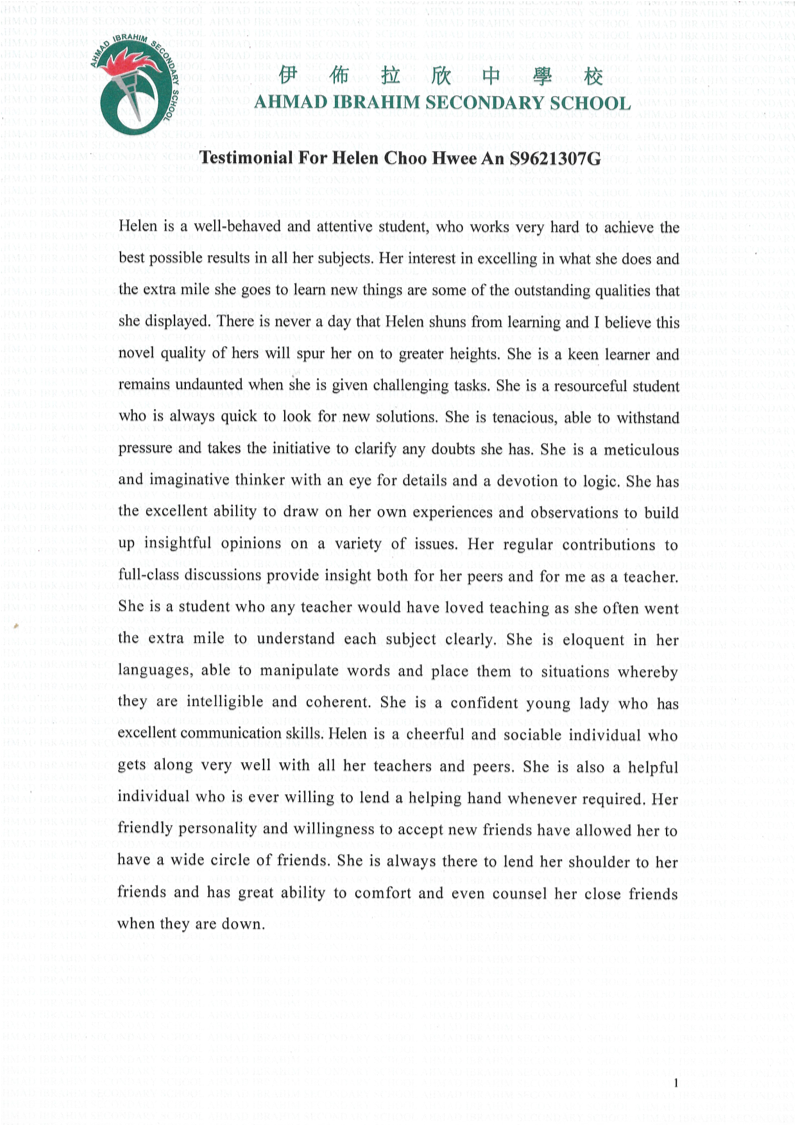 AHMAD IBRAHIM SECONDARY SCHOOL
伊佈拉欣中學校
AHMAD IBRAHIM SECONDARY SCHOOL
Testimonial For Helen Choo Hwee An S9621307G
Helen is a well-behaved and attentive student, who works very hard to achieve the
best possible results in all her subjects. Her interest in excelling in what she does and
the extra mile she goes to learn new things are some of the outstanding qualities that
she displayed. There is never a day that Helen shuns from learning and I believe this
novel quality of hers will spur her on to greater heights. She is a keen learner and
remains undaunted when she is given challenging tasks. She is a resourceful student
who is always quick to look for new solutions. She is tenacious, able to withstand
pressure and takes the initiative to clarify any doubts she has. She is a meticulous
and imaginative thinker with an eye for details and a devotion to logic. She has
the excellent ability to draw on her own experiences and observations to build
up insightful opinions on a variety of issues. Her regular contributions to
full-class discussions provide insight both for her peers and for me as a teacher.
She is a student who any teacher would have loved teaching as she often went
the extra mile to understand each subject clearly. She is eloquent in her
languages, able to manipulate words and place them to situations whereby
they are intelligible and coherent. She is a confident young lady who has
excellent communication skills. Helen is a cheerful and sociable individual who
gets along very well with all her teachers and peers. She is also a helpful
individual who is ever willing to lend a helping hand whenever required. Her
friendly personality and willingness to accept new friends have allowed her to
have a wide circle of friends. She is always there to lend her shoulder to her
friends and has great ability to comfort and even counsel her close friends
when they are down.
1